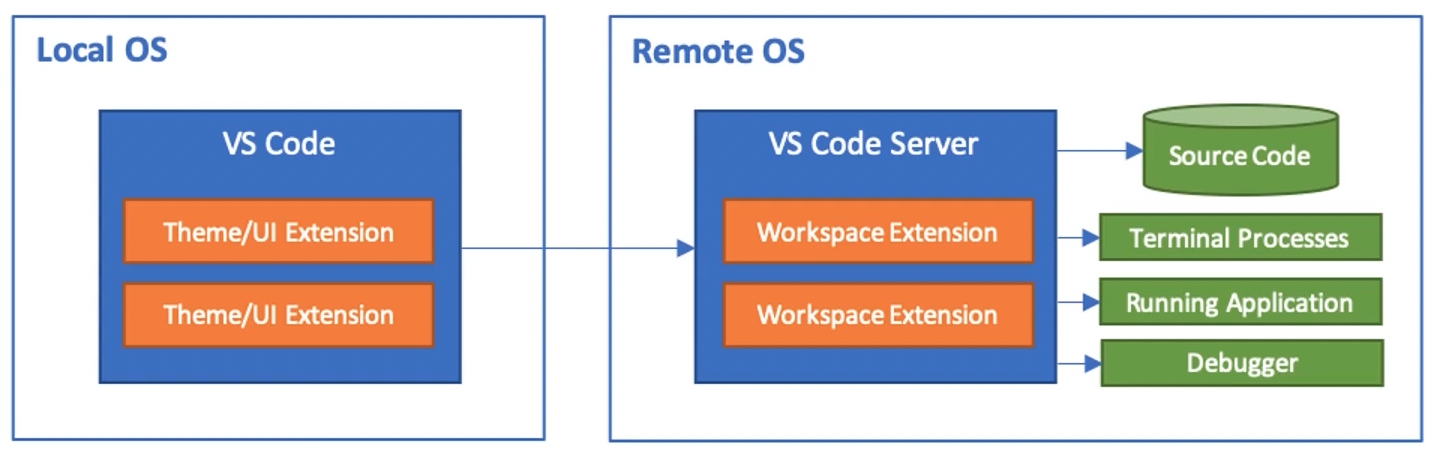 Local OS
VS Code
Theme/UI Extension
Theme/UI Extension
Remote OS
VS Code Server
Workspace Extension
Workspace Extension
Source Code
Terminal Processes
Running Application
Debugger